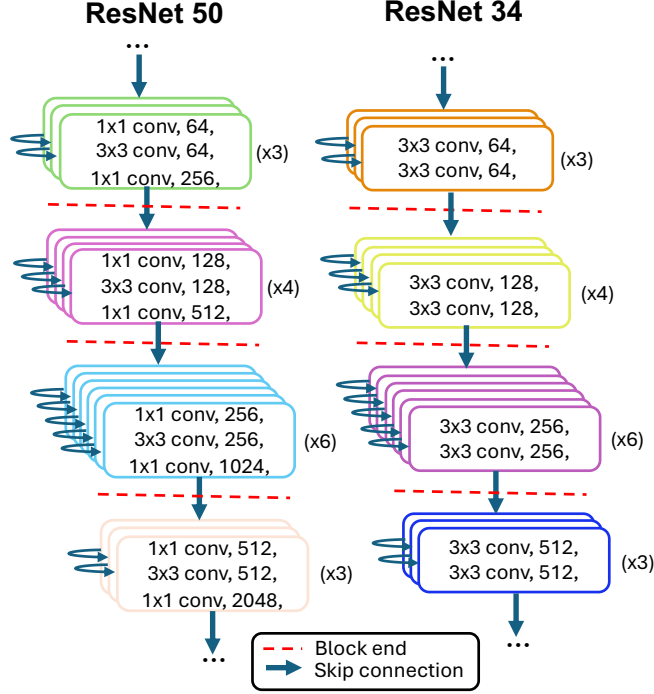 ResNet 50
...
1x1 conv, 64,
3x3 conv, 64,
1x1 conv, 256,
(x3)
1x1 conv, 128,
3x3 conv, 128,
1x1 conv, 512,
(x4)
1x1 conv, 256,
3x3 conv, 256,
1x1 conv, 1024,
(x6)
1x1 conv, 512,
3x3 conv, 512,
1x1 conv, 2048,
(x3)
...
ResNet 34
...
3x3 conv, 64,
3x3 conv, 64,
(x3)
3x3 conv, 128,
3x3 conv, 128,
(x4)
3x3 conv, 256,
3x3 conv, 256,
(x6)
3x3 conv, 512,
3x3 conv, 512,
(x3)
...
Block end
Skip connection